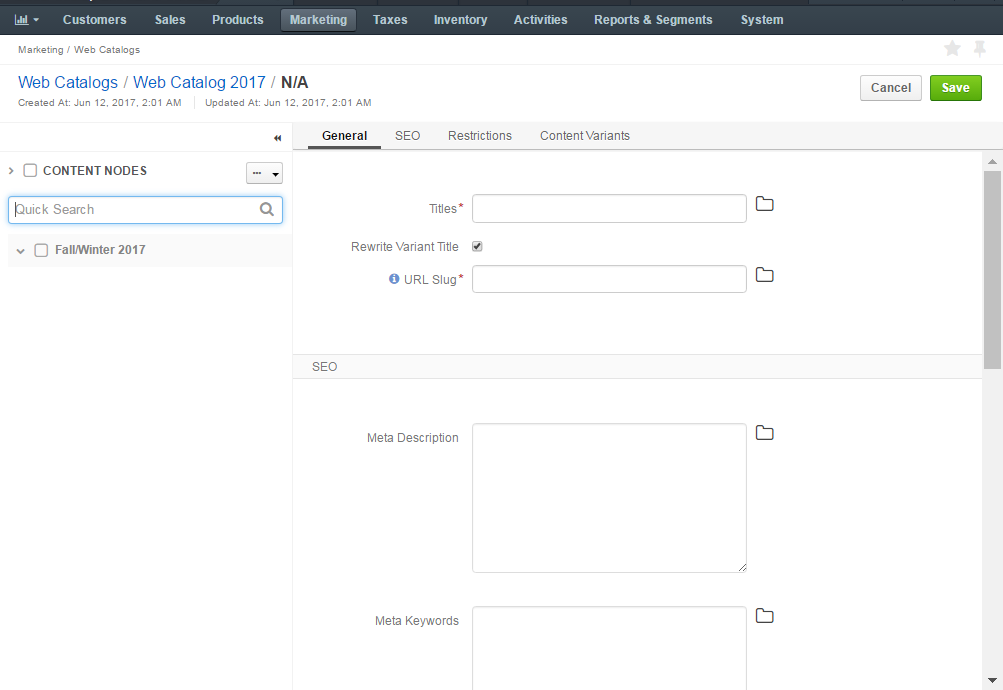 Customers Sales Products Marketing Taxes Inventory Activities Reports & Segments System
Marketing / Web Catalogs
Web Catalogs / Web Catalog 2017 / N/A
Cancel Save
Created At: Jun 12, 2017, 2:01 AM Updated At: Jun 12, 2017, 2:01 AM
General SEO Restrictions Content Variants
CONTENT NODES
...
Quick Search
Fall/Winter 2017
Titles*
Rewrite Variant Title
URL Slug*
SEO
Meta Description
Meta Keywords